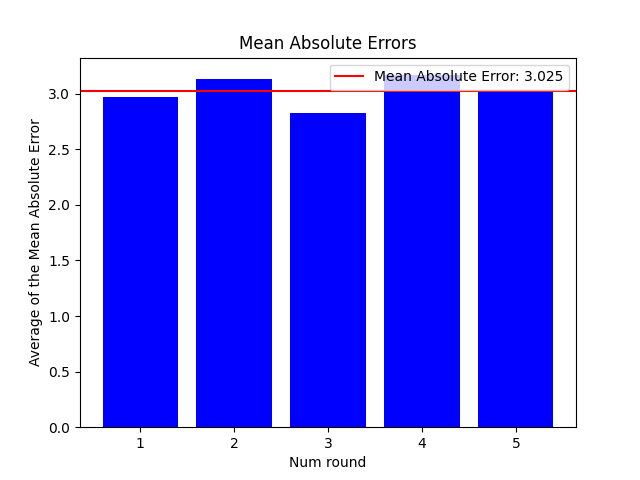 Mean Absolute Errors
Mean Absolute Error: 3.025
Average of the Mean Absolute Error
3.0
2.5
2.0
1.5
1.0
0.5
0.0
1 2 3 4 5
Num round